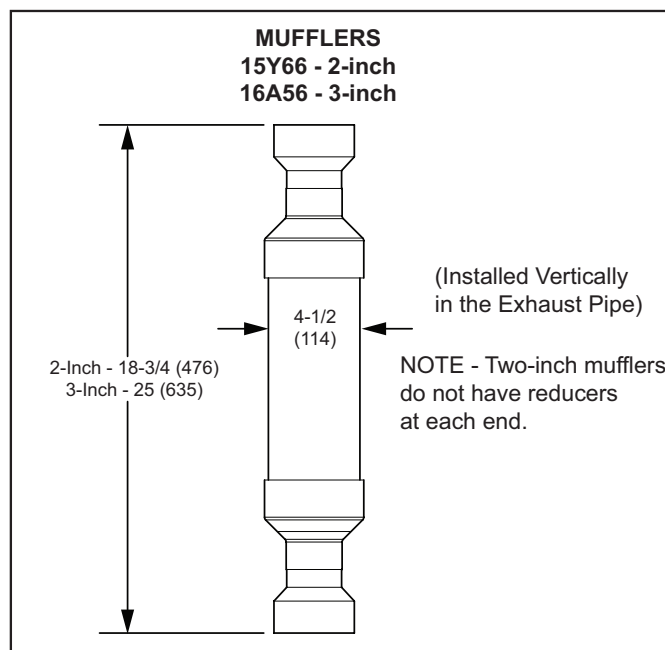 MUFFLERS
15Y66 - 2-inch
16A56 - 3-inch
(Installed Vertically
in the Exhaust Pipe)
4-1/2
(114)
2-Inch - 18-3/4 (476)
3-Inch - 25 (635)
NOTE - Two-inch mufflers
do not have reducers
at each end.